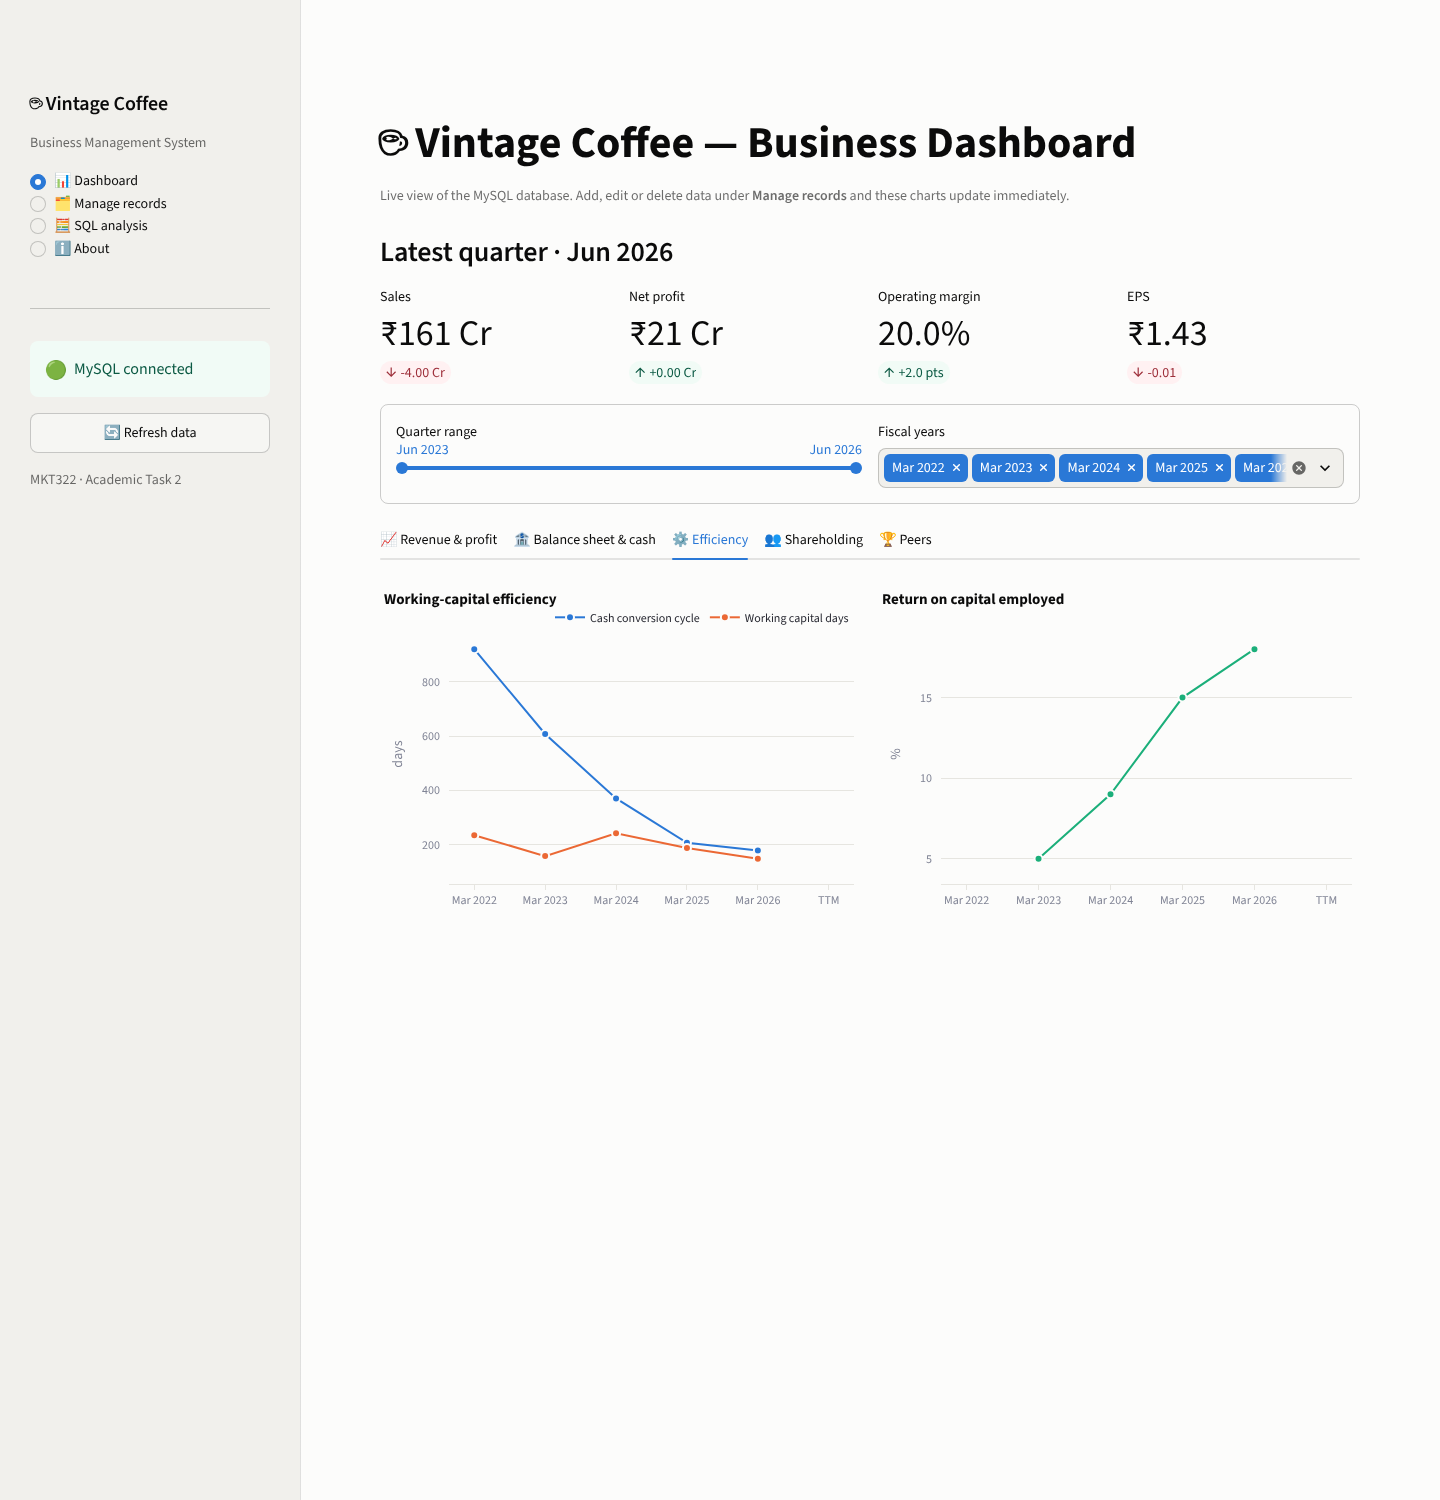 Vintage Coffee
Business Management System
Dashboard
Manage records
SQL analysis
About
MySQL connected
Refresh data
MKT322 · Academic Task 2
Vintage Coffee — Business Dashboard
Live view of the MySQL database. Add, edit or delete data under Manage records and these charts update immediately.
Latest quarter · Jun 2026
Sales Net profit Operating margin EPS
₹161 Cr ₹21 Cr 20.0% ₹1.43
↓ -4.00 Cr ↑ +0.00 Cr ↑ +2.0 pts ↓ -0.01
Quarter range
Jun 2023 Jun 2026
Fiscal years
Mar 2022 × Mar 2023 × Mar 2024 × Mar 2025 × Mar 202
Revenue & profit Balance sheet & cash Efficiency Shareholding Peers
Working-capital efficiency
Cash conversion cycle Working capital days
800
600
400
200
days
Mar 2022 Mar 2023 Mar 2024 Mar 2025 Mar 2026 TTM
Return on capital employed
15
10
5
%
Mar 2022 Mar 2023 Mar 2024 Mar 2025 Mar 2026 TTM